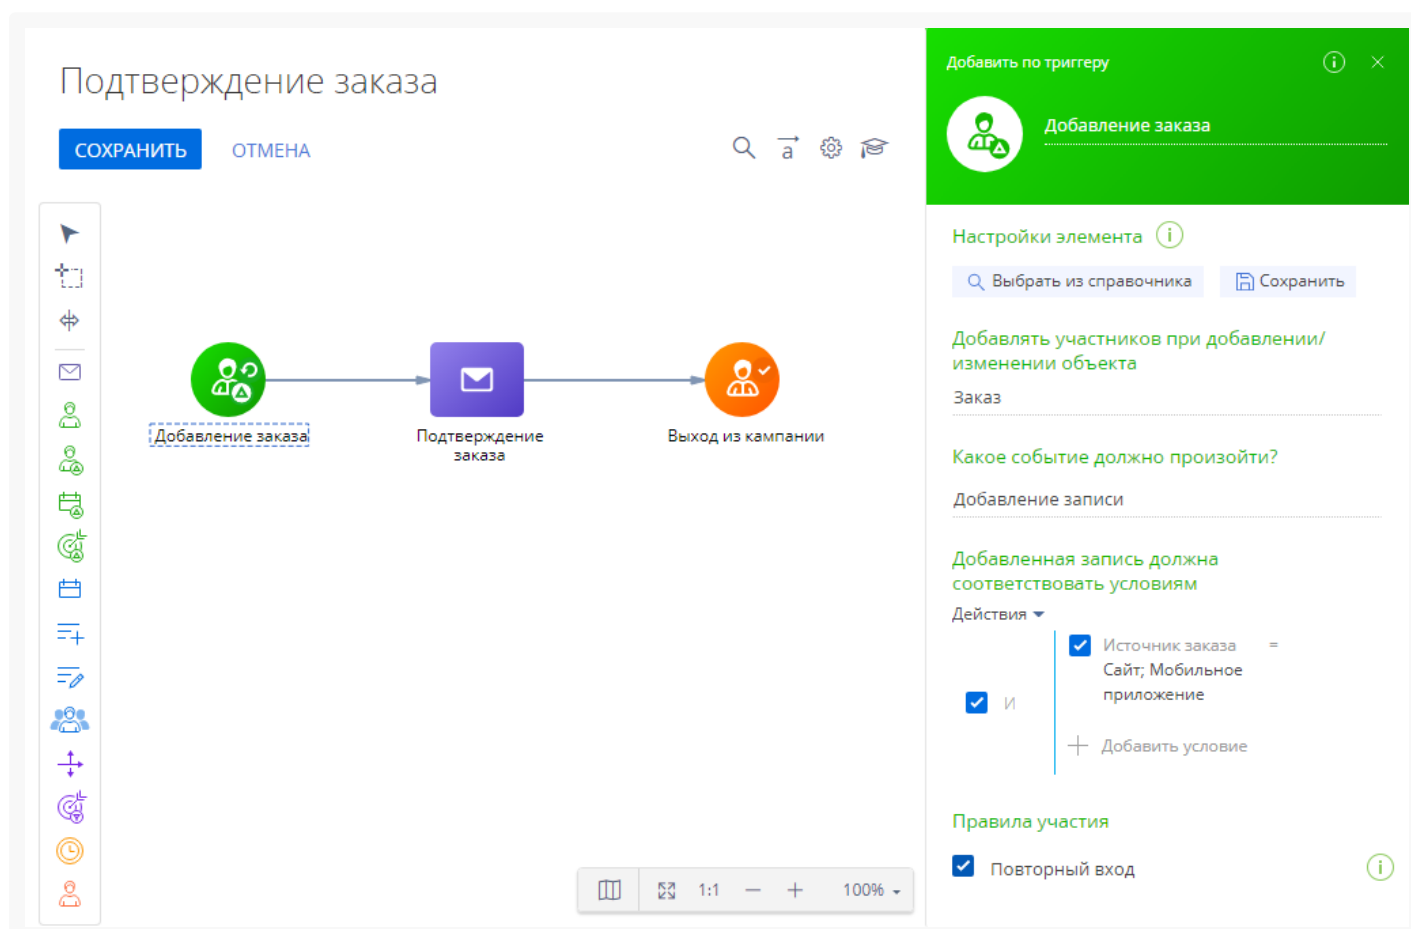 Подтверждение заказа
СОХРАНИТЬ
ОТМЕНА
a
Добавление заказа
Подтверждение
заказа
Выход из кампании
1:1
100%
Добавить по триггеру
Добавление заказа
Настройки элемента
Выбрать из справочника
Сохранить
Добавлять участников при добавлении/
изменении объекта
Заказ
Какое событие должно произойти?
Добавление записи
Добавленная запись должна
соответствовать условиям
Действия
И
Источник заказа =
Сайт; Мобильное
приложение
Добавить условие
Правила участия
Повторный вход